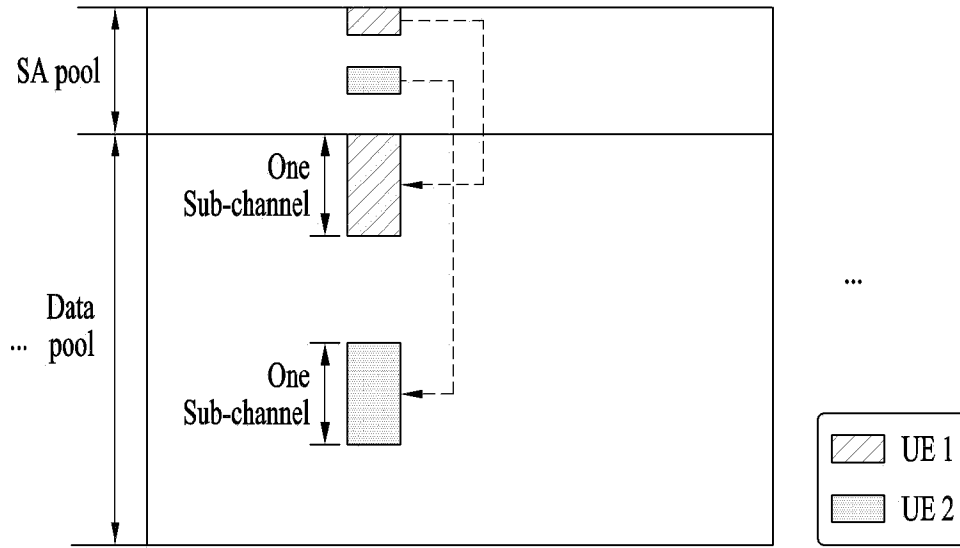 SA pool
One
Sub-channel
Data
... pool
...
One
Sub-channel
UE 1
UE 2